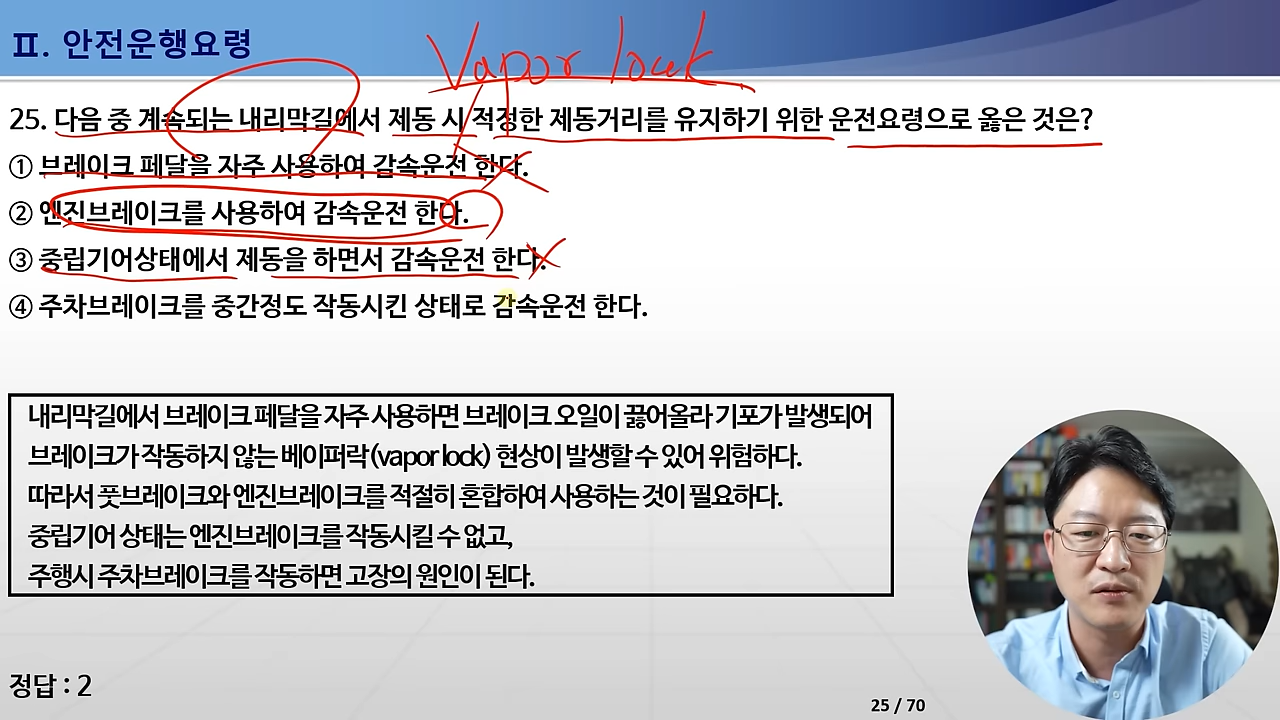 Ⅱ. 안전운행요령
Vapor lock
25. 다음 중 계속되는 내리막길에서 제동 시 적정한 제동거리를 유지하기 위한 운전요령으로 옳은 것은?
① 브레이크 페달을 자주 사용하여 감속운전 한다.
② 엔진브레이크를 사용하여 감속운전 한다.
③ 중립기어상태에서 제동을 하면서 감속운전 한다.
④ 주차브레이크를 중간정도 작동시킨 상태로 감속운전 한다.
내리막길에서 브레이크 페달을 자주 사용하면 브레이크 오일이 끓어올라 기포가 발생되어
브레이크가 작동하지 않는 베이퍼락(vapor lock) 현상이 발생할 수 있어 위험하다.
따라서 풋브레이크와 엔진브레이크를 적절히 혼합하여 사용하는 것이 필요하다.
중립기어 상태는 엔진브레이크를 작동시킬 수 없고,
주행시 주차브레이크를 작동하면 고장의 원인이 된다.
정답 : 2
25 / 70